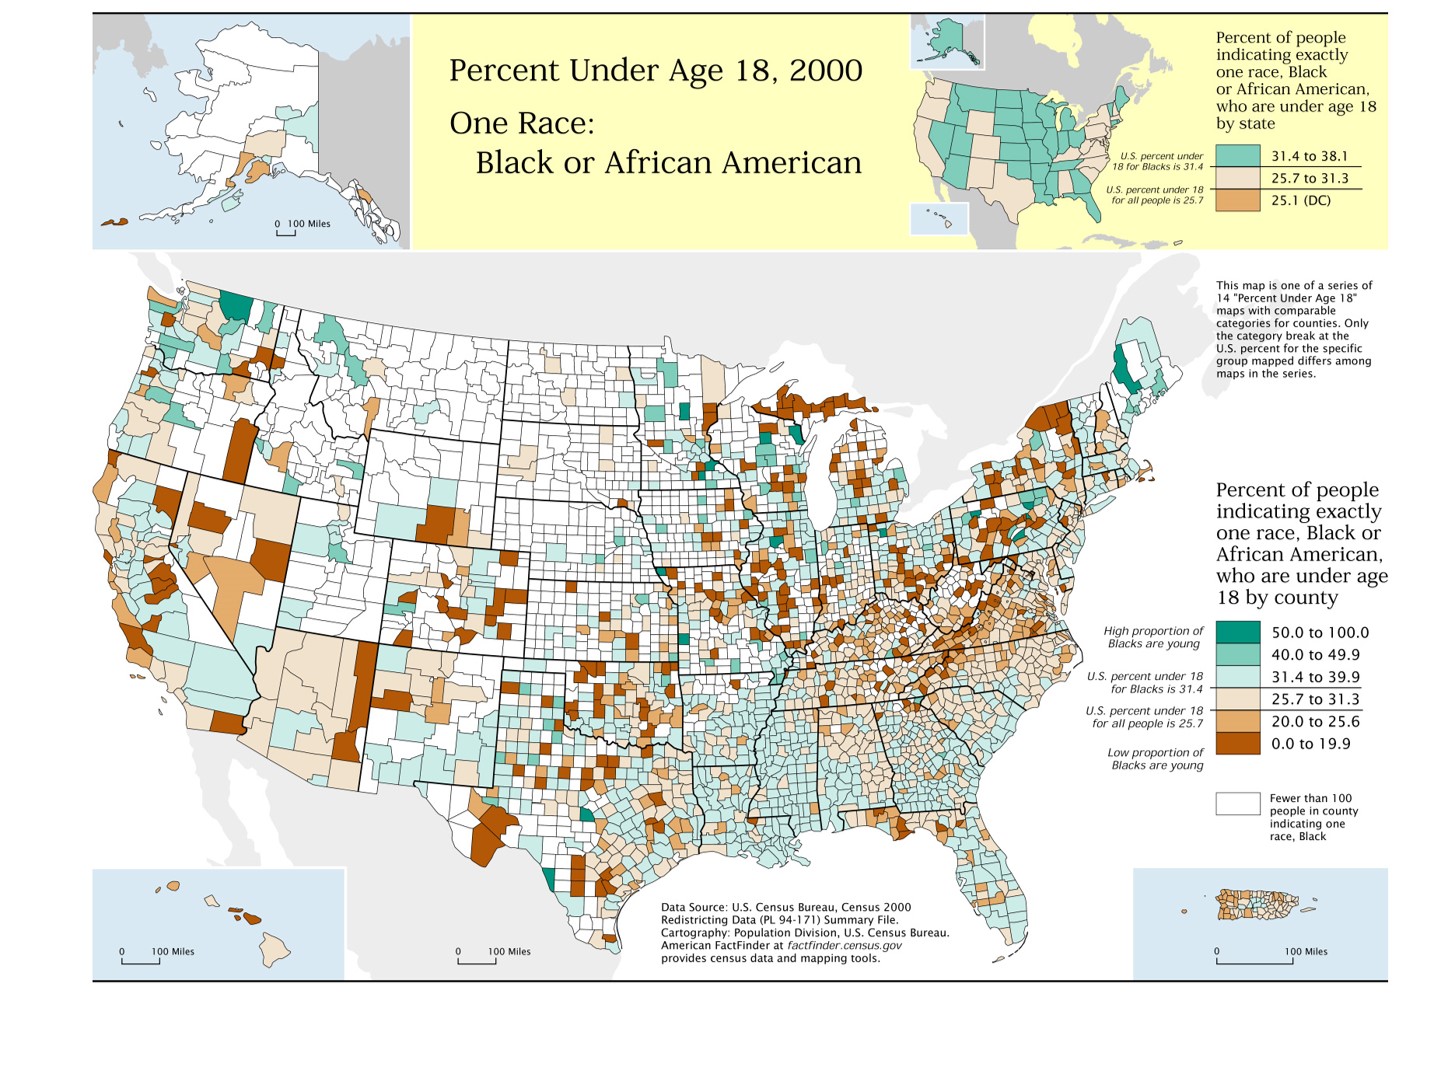 Percent Under Age 18, 2000
One Race:
Black or African American
0 100 Miles
Percent of people
indicating exactly
one race, Black
or African American,
who are under age 18
by state
U.S. percent under
18 for Blacks is 31.4
U.S. percent under 18
for all people is 25.7
31.4 to 38.1
25.7 to 31.3
25.1 (DC)
This map is one of a series of
14 "Percent Under Age 18"
maps with comparable
categories for counties. Only
the category break at the
U.S. percent for the specific
group mapped differs among
maps in the series.
Percent of people
indicating exactly
one race, Black or
African American,
who are under age
18 by county
High proportion of
Blacks are young
U.S. percent under 18
for Blacks is 31.4
U.S. percent under 18
for all people is 25.7
Low proportion of
Blacks are young
50.0 to 100.0
40.0 to 49.9
31.4 to 39.9
25.7 to 31.3
20.0 to 25.6
0.0 to 19.9
Fewer than 100
people in county
indicating one
race, Black
Data Source: U.S. Census Bureau, Census 2000
Redistricting Data (PL 94-171) Summary File.
Cartography: Population Division, U.S. Census Bureau.
American FactFinder at factfinder.census.gov
provides census data and mapping tools.
0 100 Miles
0 100 Miles
0 100 Miles